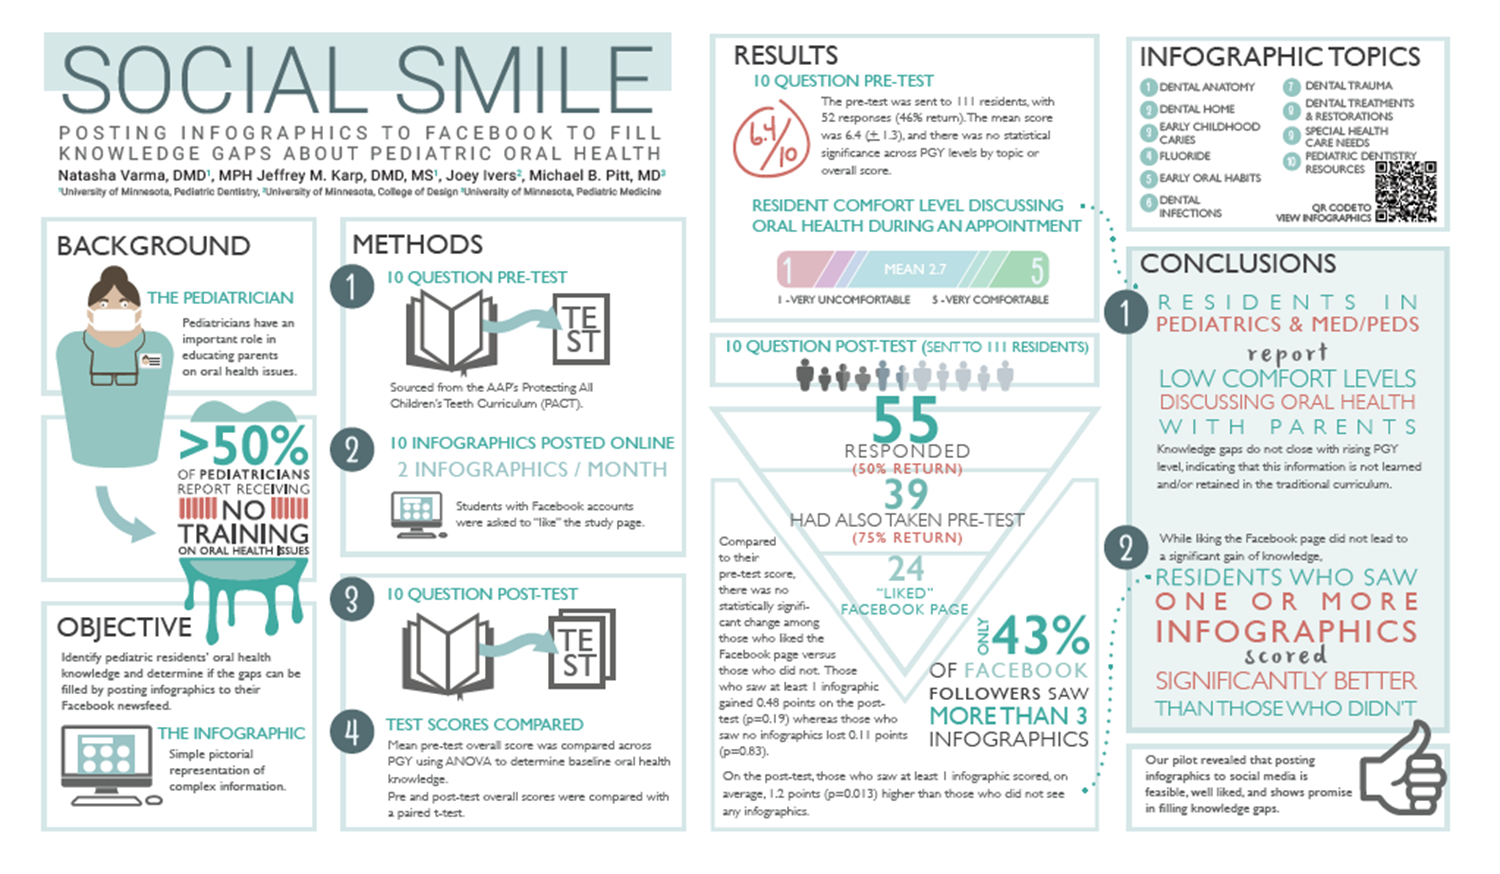 SOCIAL SMILE
POSTING INFOGRAPHICS TO FACEBOOK TO FILL
KNOWLEDGE GAPS ABOUT PEDIATRIC ORAL HEALTH
Natasha Varma, DMD¹, MPH Jeffrey M. Karp, DMD, MS¹, Joey Ivers², Michael B. Pitt, MD³
¹University of Minnesota, Pediatric Dentistry, ²University of Minnesota, College of Design ³University of Minnesota, Pediatric Medicine
BACKGROUND
THE PEDIATRICIAN
Pediatricians have an
important role in
educating parents
on oral health issues.
>50%
OF PEDIATRICIANS
REPORT RECEIVING
NO
TRAINING
ON ORAL HEALTH ISSUES
OBJECTIVE
Identify pediatric residents' oral health
knowledge and determine if the gaps can be
filled by posting infographics to their
Facebook newsfeed.
THE INFOGRAPHIC
Simple pictorial
representation of
complex information.
METHODS
1
10 QUESTION PRE-TEST
TE
ST
Sourced from the AAP's Protecting All
Children's Teeth Curriculum (PACT).
2
10 INFOGRAPHICS POSTED ONLINE
2 INFOGRAPHICS / MONTH
Students with Facebook accounts
were asked to "like" the study page.
3
10 QUESTION POST-TEST
TE
ST
4
TEST SCORES COMPARED
Mean pre-test overall score was compared across
PGY using ANOVA to determine baseline oral health
knowledge.
Pre and post-test overall scores were compared with
a paired t-test.
RESULTS
10 QUESTION PRE-TEST
6.4/10
The pre-test was sent to 111 residents, with
52 responses (46% return). The mean score
was 6.4 (± 1.3), and there was no statistical
significance across PGY levels by topic or
overall score.
RESIDENT COMFORT LEVEL DISCUSSING
ORAL HEALTH DURING AN APPOINTMENT
1 MEAN 2.7 5
1 - VERY UNCOMFORTABLE 5 - VERY COMFORTABLE
10 QUESTION POST-TEST (SENT TO 111 RESIDENTS)
55
RESPONDED
(50% RETURN)
39
HAD ALSO TAKEN PRE-TEST
(75% RETURN)
24
"LIKED"
FACEBOOK PAGE
Compared
to their
pre-test score,
there was no
statistically signifi-
cant change among
those who liked the
Facebook page versus
those who did not. Those
who saw at least 1 infographic
gained 0.48 points on the post-
test (p=0.19) whereas those who
saw no infographics lost 0.11 points
(p=0.83).
ONLY 43%
OF FACEBOOK
FOLLOWERS SAW
MORE THAN 3
INFOGRAPHICS
On the post-test, those who saw at least 1 infographic scored, on
average, 1.2 points (p=0.013) higher than those who did not see
any infographics.
INFOGRAPHIC TOPICS
1 DENTAL ANATOMY
2 DENTAL HOME
3 EARLY CHILDHOOD
CARIES
4 FLUORIDE
5 EARLY ORAL HABITS
6 DENTAL
INFECTIONS
7 DENTAL TRAUMA
DENTAL TREATMENTS
& RESTORATIONS
9 SPECIAL HEALTH
CARE NEEDS
10 PEDIATRIC DENTISTRY
RESOURCES
QR CODE TO
VIEW INFOGRAPHICS
CONCLUSIONS
1
RESIDENTS IN
PEDIATRICS & MED/PEDS
report
LOW COMFORT LEVELS
DISCUSSING ORAL HEALTH
WITH PARENTS
Knowledge gaps do not close with rising PGY
level, indicating that this information is not learned
and/or retained in the traditional curriculum.
2
While liking the Facebook page did not lead to
a significant gain of knowledge,
RESIDENTS WHO SAW
ONE OR MORE
INFOGRAPHICS
scored
SIGNIFICANTLY BETTER
THAN THOSE WHO DIDN'T
Our pilot revealed that posting
infographics to social media is
feasible, well liked, and shows promise
in filling knowledge gaps.